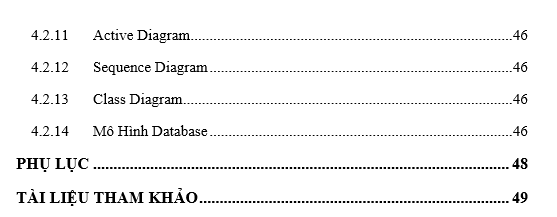 4.2.11 Active Diagram....................................................................................46
4.2.12 Sequence Diagram...............................................................................46
4.2.13 Class Diagram......................................................................................46
4.2.14 Mô Hình Database...............................................................................46
PHỤ LỤC.........................................................................................................48
TÀI LIỆU THAM KHẢO..............................................................................49